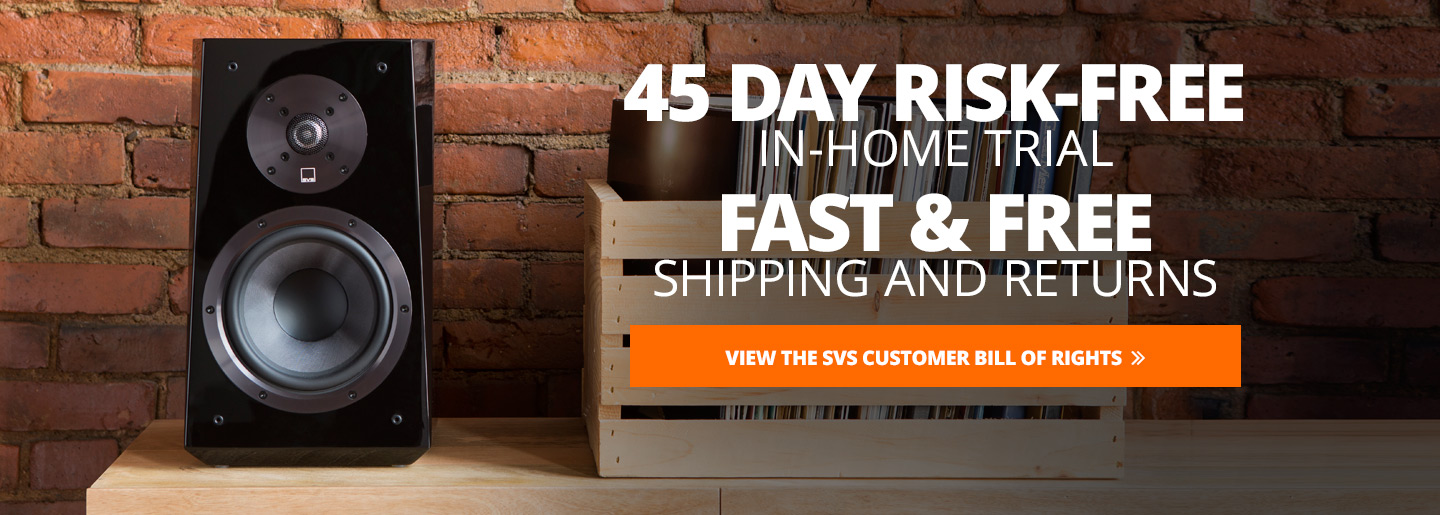 SVS
45 DAY RISK-FREE
IN-HOME TRIAL
FAST & FREE
SHIPPING AND RETURNS
VIEW THE SVS CUSTOMER BILL OF RIGHTS »